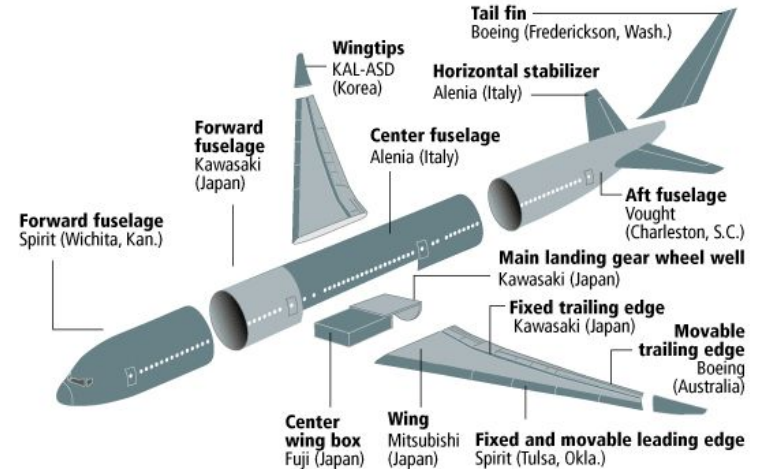 Tail fin
Boeing (Frederickson, Wash.)
Wingtips
KAL-ASD
(Korea)
Horizontal stabilizer
Alenia (Italy)
Forward
fuselage
Kawasaki
(Japan)
Center fuselage
Alenia (Italy)
Aft fuselage
Vought
(Charleston, S.C.)
Forward fuselage
Spirit (Wichita, Kan.)
Main landing gear wheel well
Kawasaki (Japan)
Fixed trailing edge
Kawasaki (Japan)
Movable
trailing edge
Boeing
(Australia)
Center
wing box
Fuji (Japan)
Wing
Mitsubishi
(Japan)
Fixed and movable leading edge
Spirit (Tulsa, Okla.)